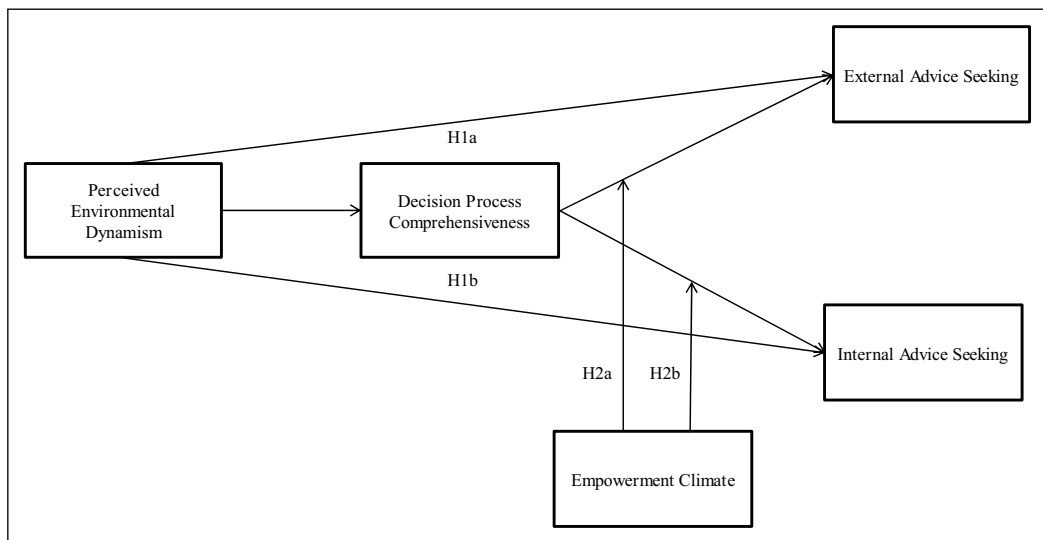 External Advice Seeking
H1a
Perceived
Environmental
Dynamism
Decision Process
Comprehensiveness
H1b
Internal Advice Seeking
H2a
H2b
Empowerment Climate